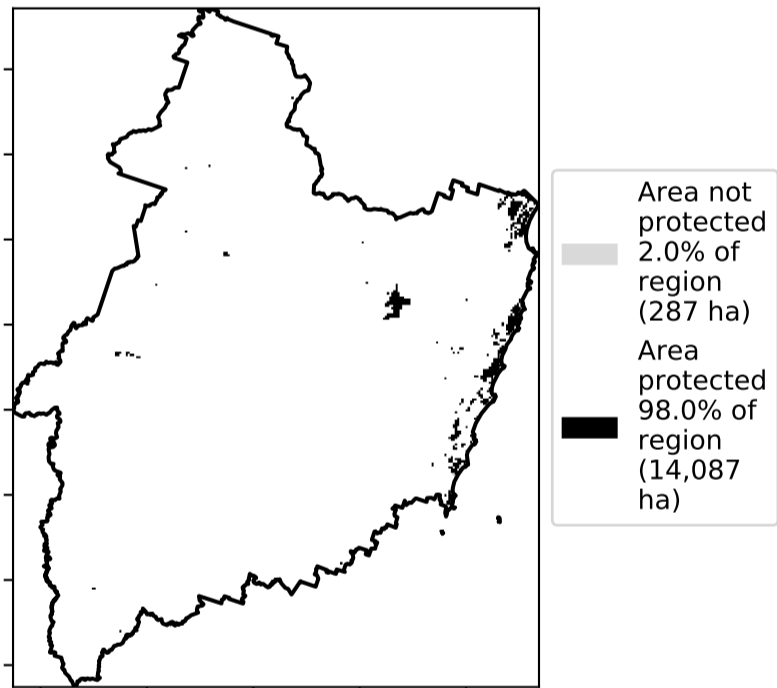 Area not
protected
2.0% of
region
(287 ha)
Area
protected
98.0% of
region
(14,087
ha)